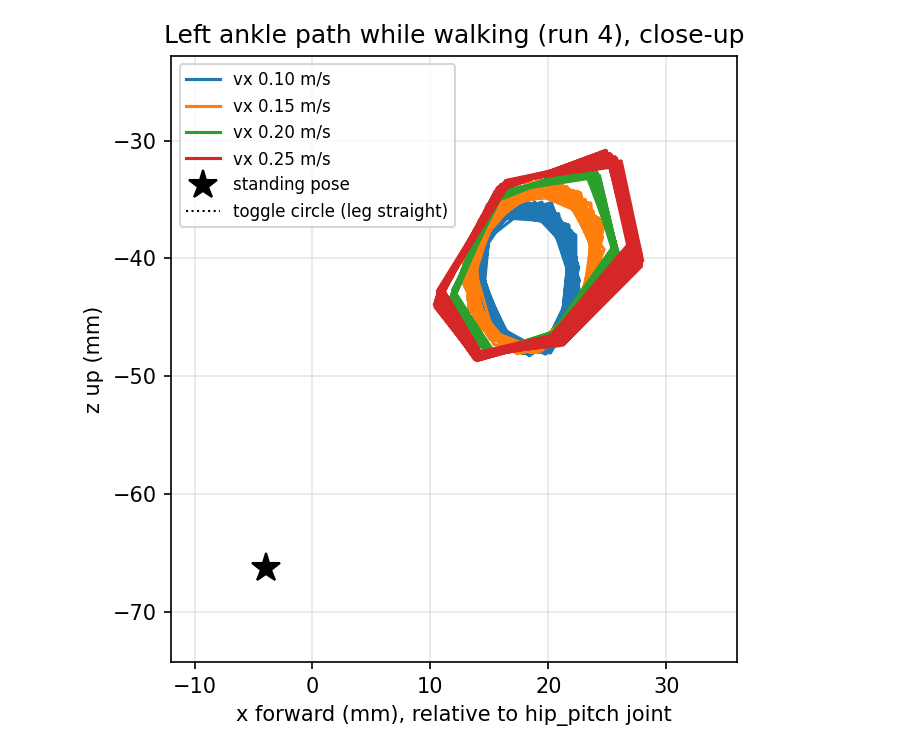 Left ankle path while walking (run 4), close-up
vx 0.10 m/s
vx 0.15 m/s
vx 0.20 m/s
vx 0.25 m/s
standing pose
toggle circle (leg straight)
z up (mm)
−30
−40
−50
−60
−70
−10 0 10 20 30
x forward (mm), relative to hip_pitch joint